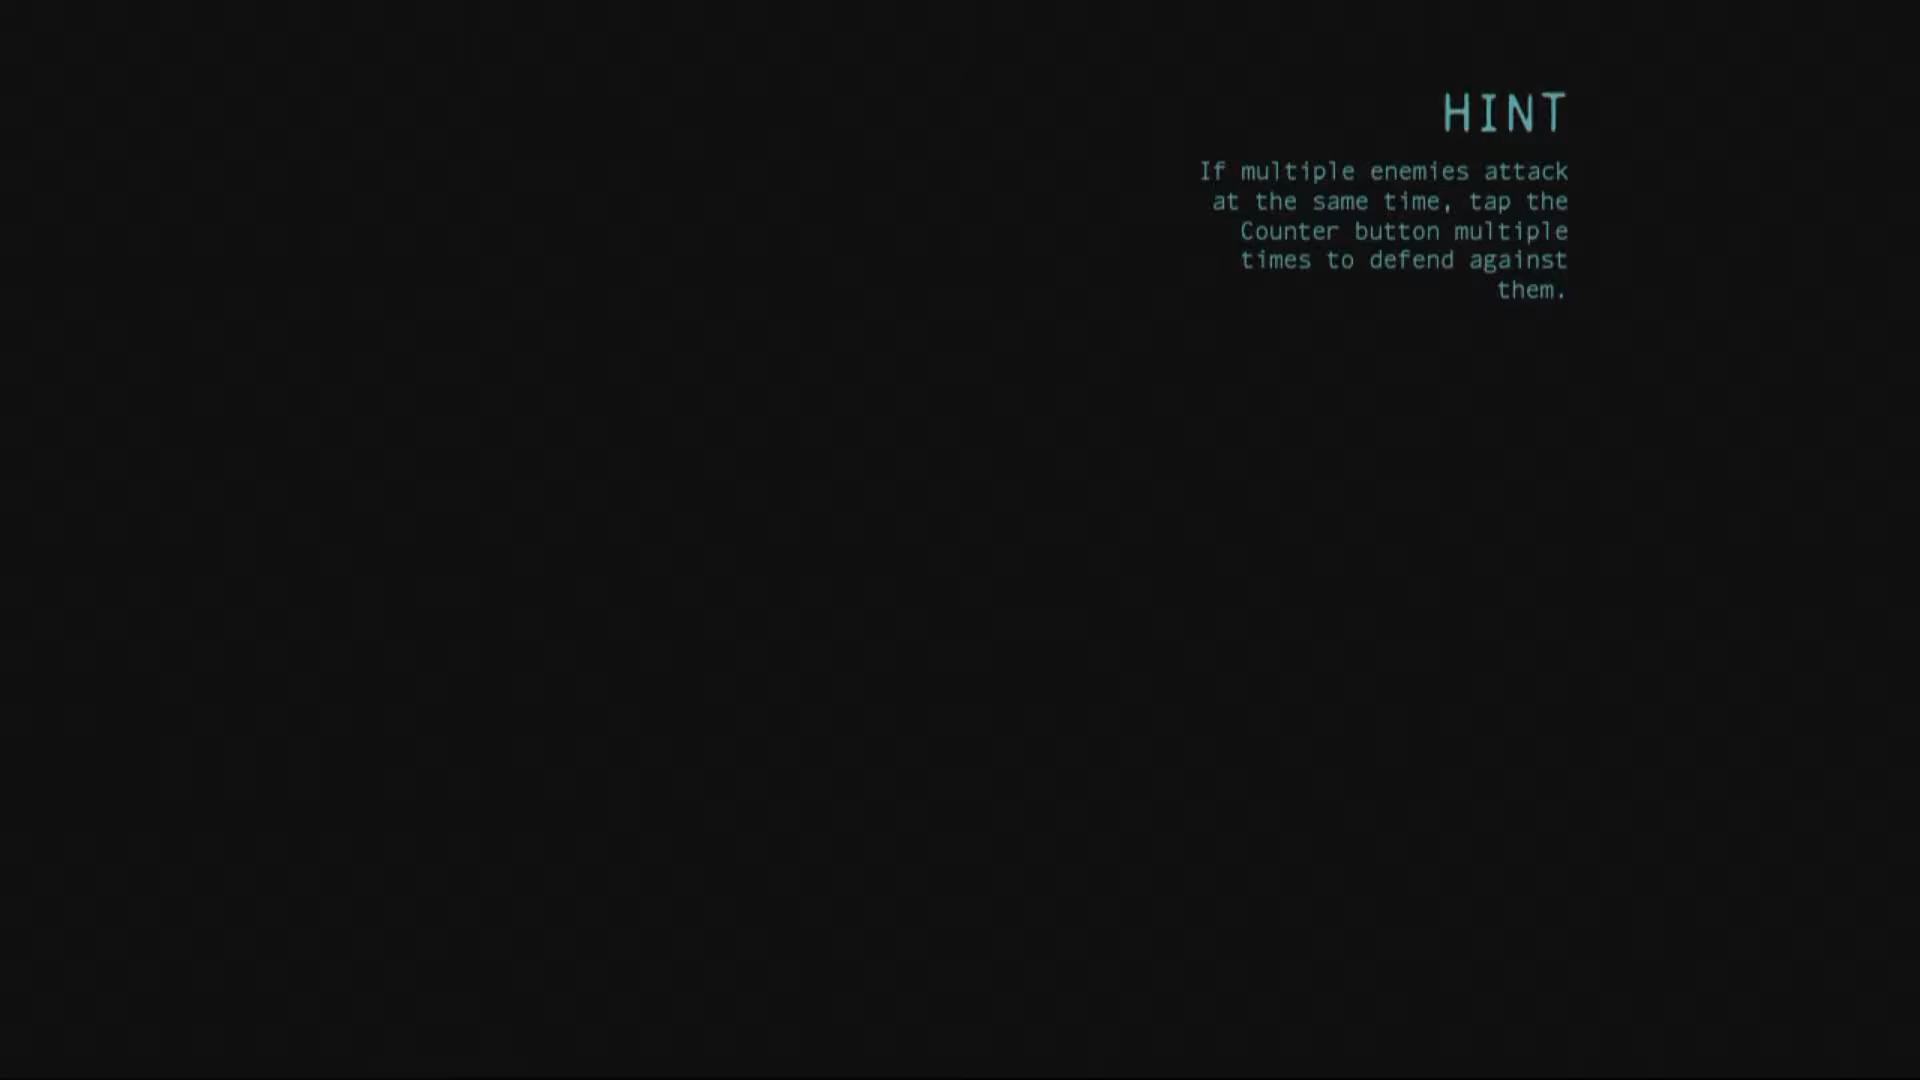 HINT
If multiple enemies attack
at the same time, tap the
Counter button multiple
times to defend against
them.